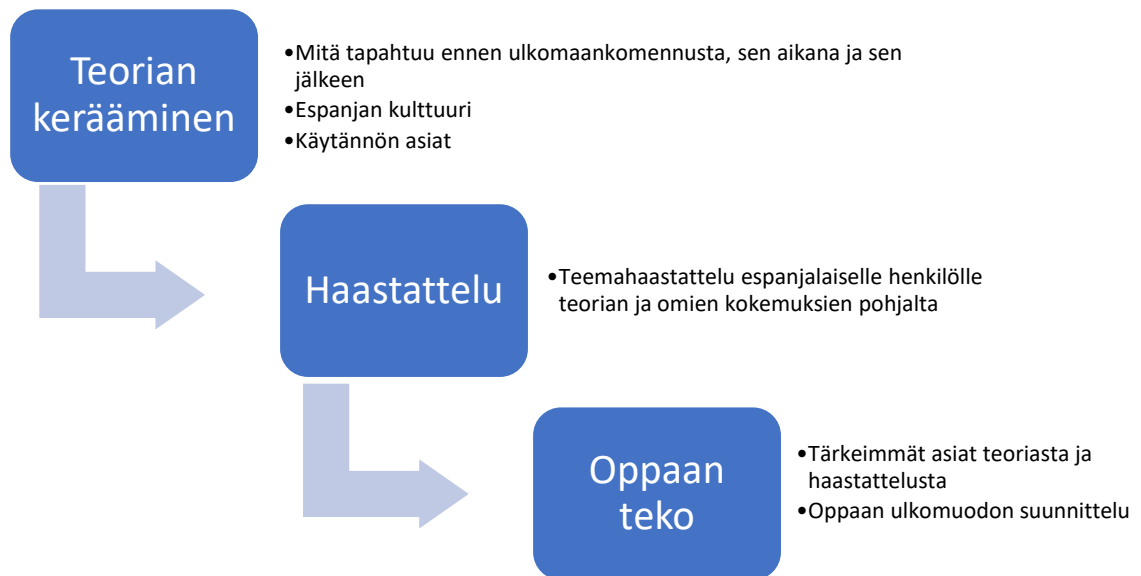 Teorian
kerääminen
•Mitä tapahtuu ennen ulkomaankomennusta, sen aikana ja sen
jälkeen
•Espanjan kulttuuri
•Käytännön asiat
Haastattelu
•Teemahaastattelu espanjalaiselle henkilölle
teorian ja omien kokemuksien pohjalta
Oppaan
teko
•Tärkeimmät asiat teoriasta ja
haastattelusta
•Oppaan ulkomuodon suunnittelu